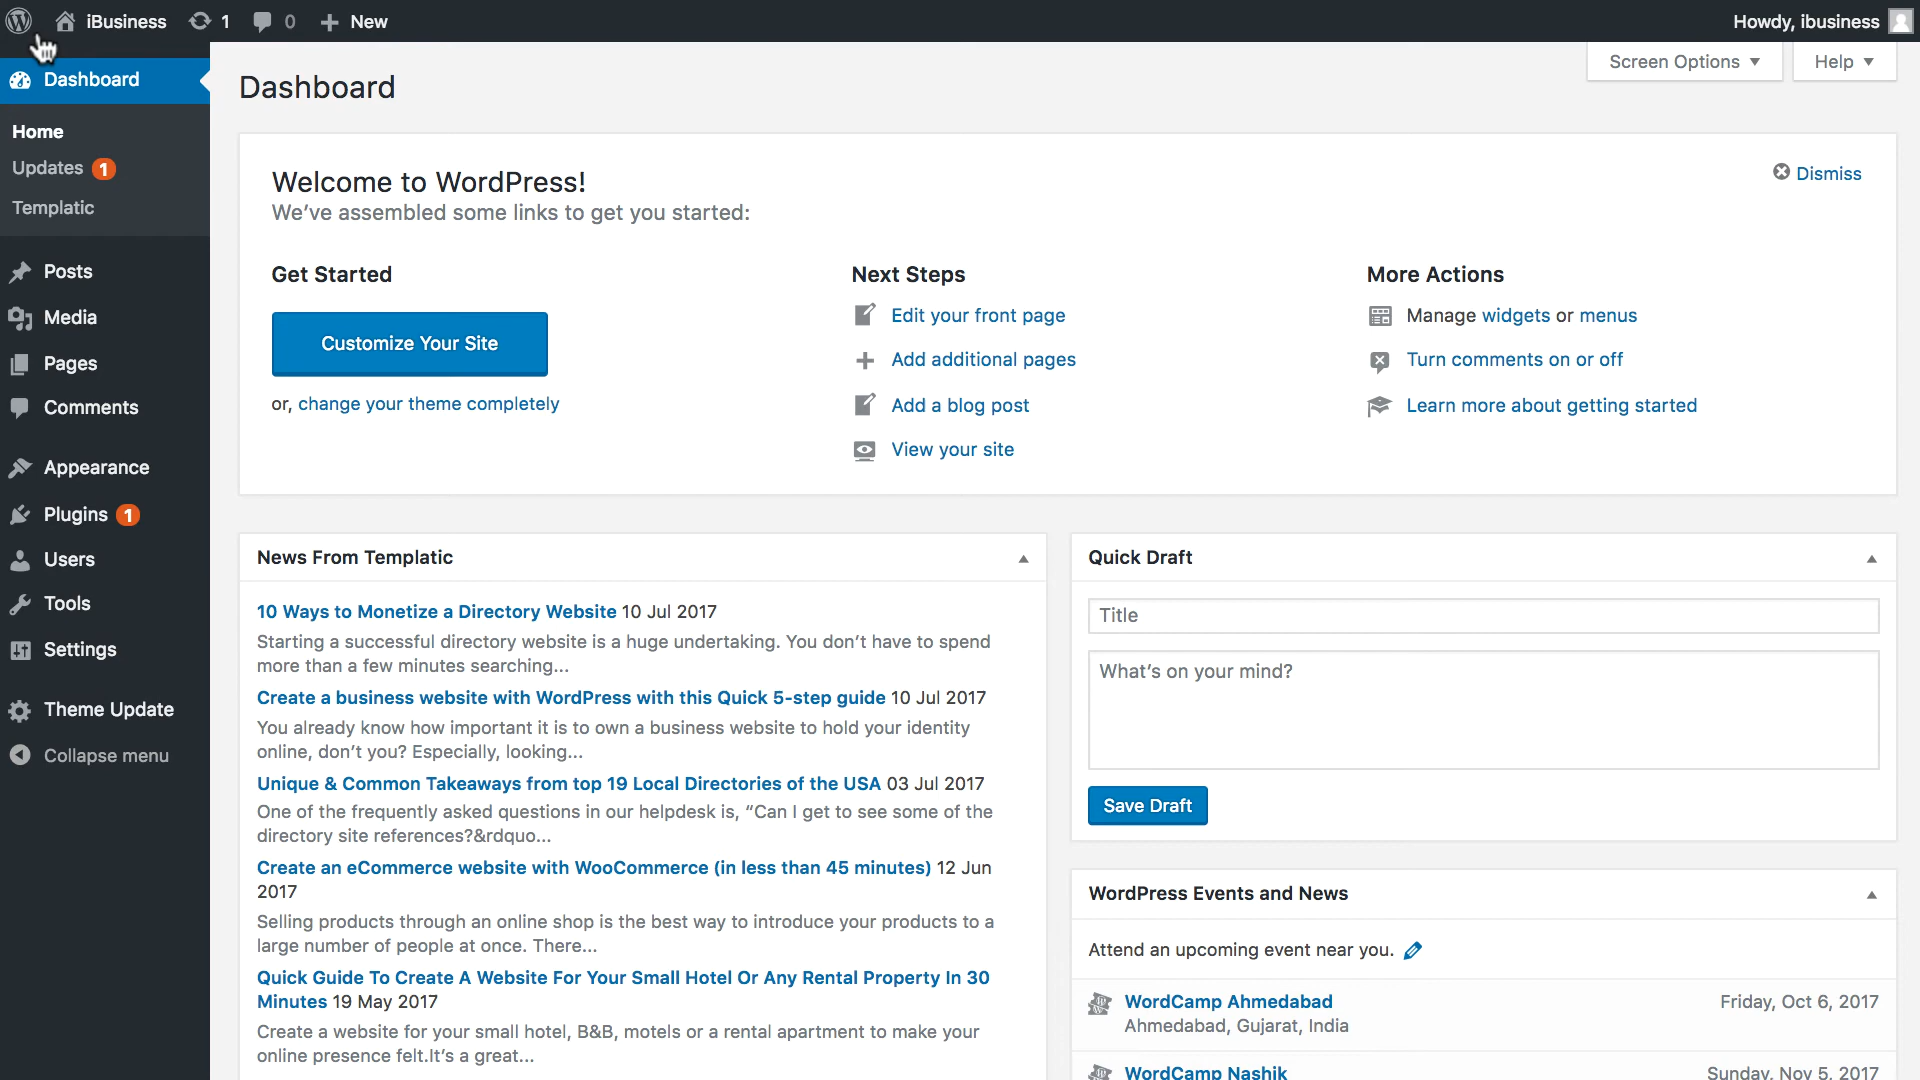 iBusiness 1 0 New Howdy, ibusiness
Screen Options Help
Dashboard
Home
Updates 1
Templatic
Posts
Media
Pages
Comments
Appearance
Plugins 1
Users
Tools
Settings
Theme Update
Collapse menu
Dashboard
Welcome to WordPress!
We've assembled some links to get you started:
Dismiss
Get Started
Customize Your Site
or, change your theme completely
Next Steps
Edit your front page
Add additional pages
Add a blog post
View your site
More Actions
Manage widgets or menus
Turn comments on or off
Learn more about getting started
News From Templatic
10 Ways to Monetize a Directory Website 10 Jul 2017
Starting a successful directory website is a huge undertaking. You don't have to spend
more than a few minutes searching...
Create a business website with WordPress with this Quick 5-step guide 10 Jul 2017
You already know how important it is to own a business website to hold your identity
online, don't you? Especially, looking...
Unique & Common Takeaways from top 19 Local Directories of the USA 03 Jul 2017
One of the frequently asked questions in our helpdesk is, “Can I get to see some of the
directory site references?&rdquo...
Create an eCommerce website with WooCommerce (in less than 45 minutes) 12 Jun
2017
Selling products through an online shop is the best way to introduce your products to a
large number of people at once. There...
Quick Guide To Create A Website For Your Small Hotel Or Any Rental Property In 30
Minutes 19 May 2017
Create a website for your small hotel, B&B, motels or a rental apartment to make your
online presence felt.It's a great...
Quick Draft
Title
What's on your mind?
Save Draft
WordPress Events and News
Attend an upcoming event near you.
WordCamp Ahmedabad Friday, Oct 6, 2017
Ahmedabad, Gujarat, India
WordCamp Nashik Sunday, Nov 5, 2017